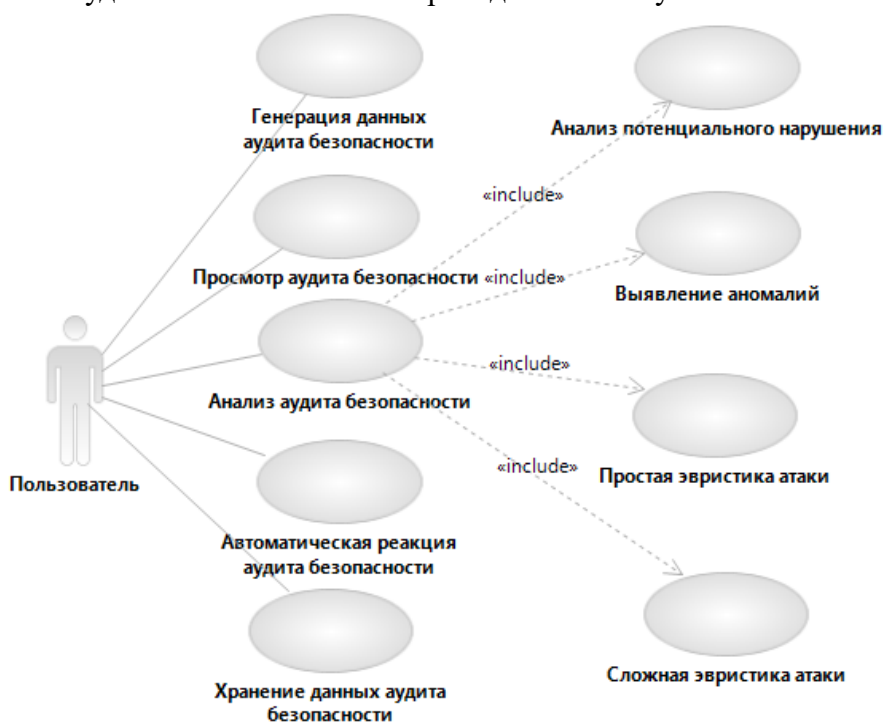 Генерация данных
аудита безопасности
Анализ потенциального нарушения
«include»
Просмотр аудита безопасности
«include»
Выявление аномалий
«include»
Анализ аудита безопасности
«include»
Простая эвристика атаки
Пользователь
Автоматическая реакция
аудита безопасности
Сложная эвристика атаки
Хранение данных аудита
безопасности